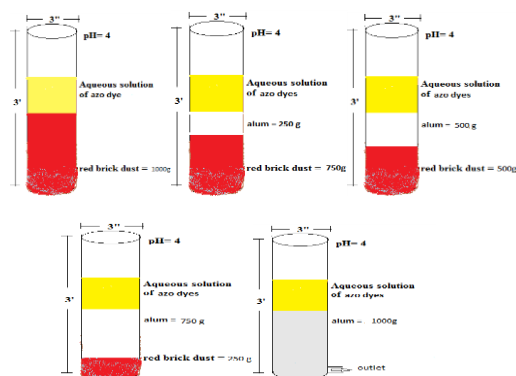 3"
pH= 4
3'
Aqueous solution
of azo dye
red brick dust = 1000g
3"
pH= 4
3'
Aqueous solution
of azo dyes
alum = 250 g
red brick dust = 750g
3"
pH= 4
3'
Aqueous solution
of azo dyes
alum = 500 g
red brick dust = 500g
3"
pH= 4
3'
Aqueous solution
of azo dyes
alum = 750 g
red brick dust = 250 g
3"
pH= 4
3'
Aqueous solution
of azo dyes
alum = 1000g
outlet